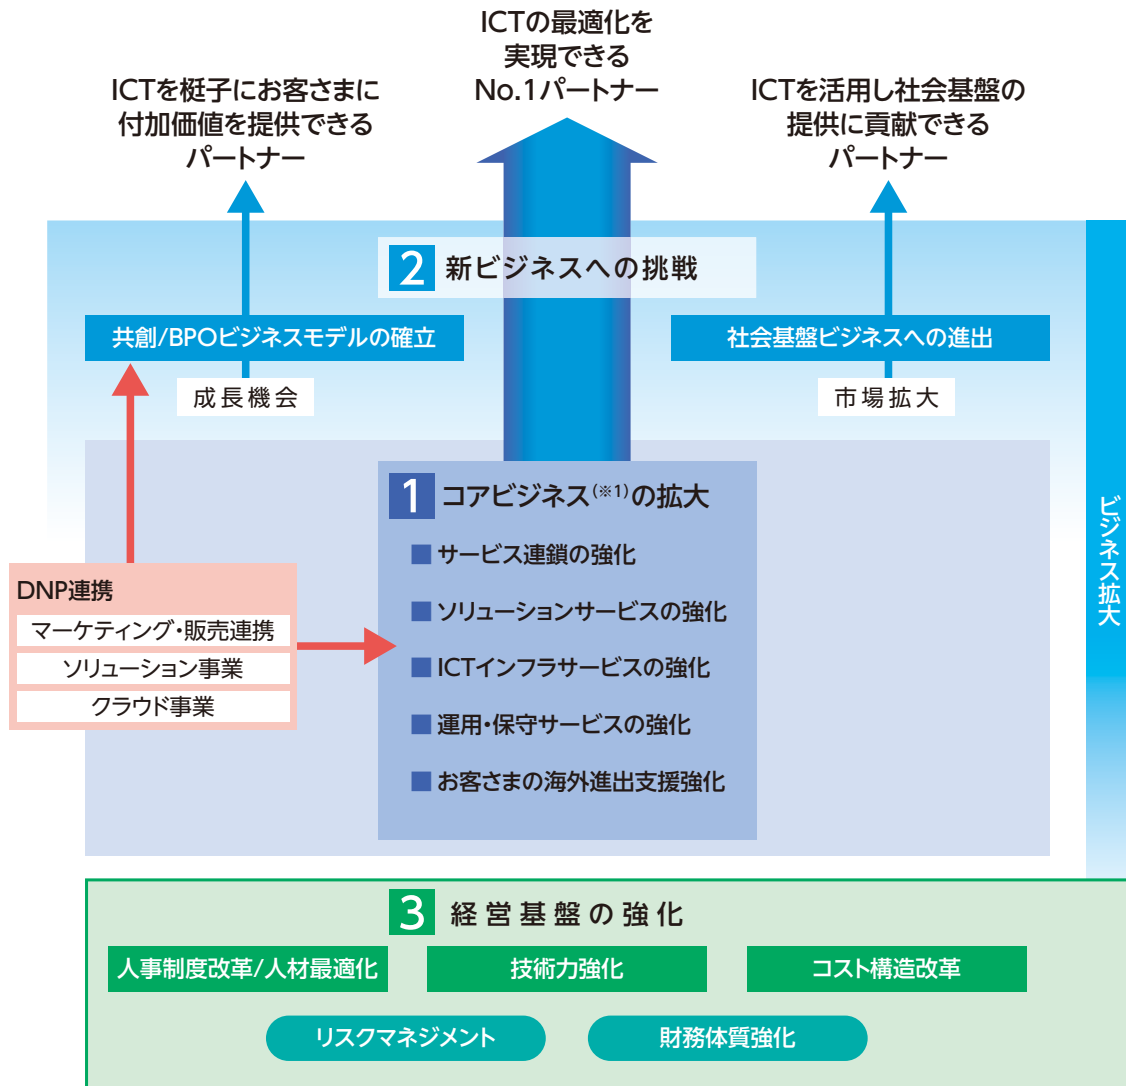 ICTの最適化を
実現できる
No.1パートナー
ICTを梃子にお客さまに
付加価値を提供できる
パートナー
ICTを活用し社会基盤の
提供に貢献できる
パートナー
2 新ビジネスへの挑戦
共創/BPOビジネスモデルの確立
社会基盤ビジネスへの進出
成長機会
市場拡大
1 コアビジネス(※1)の拡大
■ サービス連鎖の強化
■ ソリューションサービスの強化
■ ICTインフラサービスの強化
■ 運用・保守サービスの強化
■ お客さまの海外進出支援強化
DNP連携
マーケティング・販売連携
ソリューション事業
クラウド事業
ビジネス拡大
3 経営基盤の強化
人事制度改革/人材最適化
技術力強化
コスト構造改革
リスクマネジメント
財務体質強化